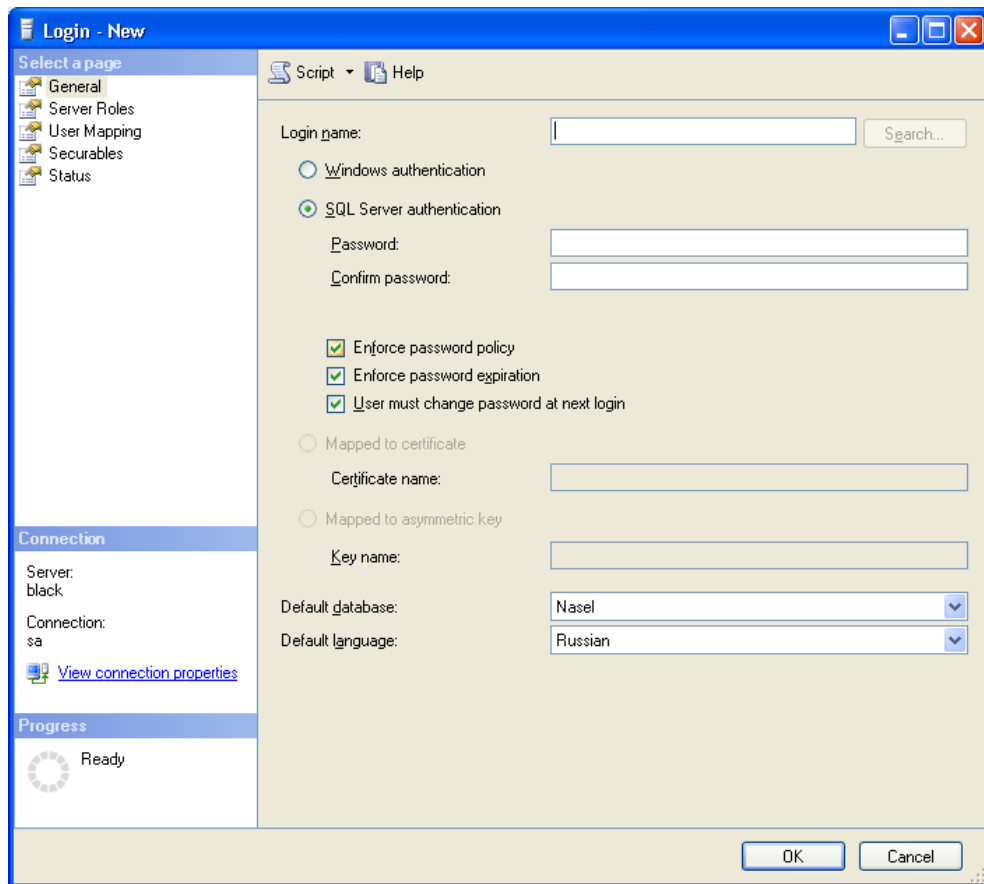 Login - New
Select a page
General
Server Roles
User Mapping
Securables
Status
Script Help
Login name: Search...
Windows authentication
SQL Server authentication
Password:
Confirm password:
Enforce password policy
Enforce password expiration
User must change password at next login
Mapped to certificate
Certificate name:
Mapped to asymmetric key
Key name:
Default database: Nasel
Default language: Russian
Connection
Server:
black
Connection:
sa
View connection properties
Progress
Ready
OK Cancel